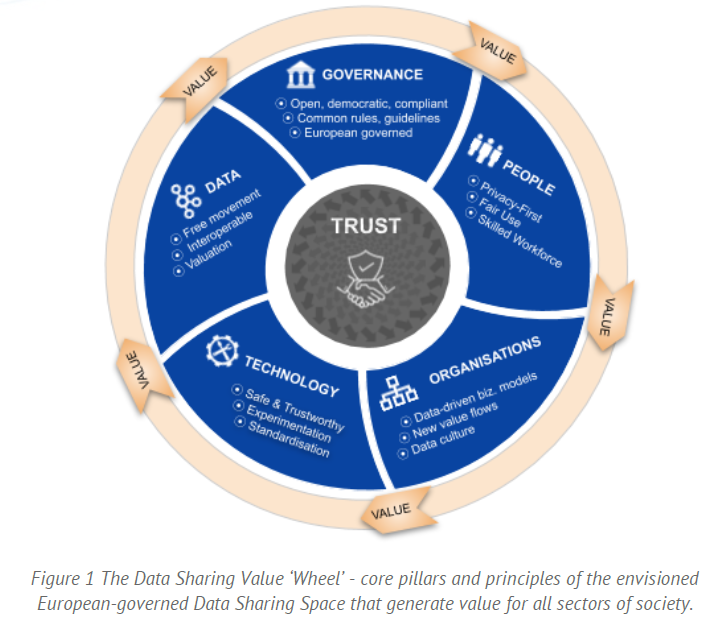 VALUE
VALUE
GOVERNANCE
Open, democratic, compliant
Common rules, guidelines
European governed
PEOPLE
Privacy-First
Fair Use
Skilled Workforce
DATA
Free movement
Interoperable
Valuation
TRUST
VALUE
ORGANISATIONS
Data-driven biz. models
New value flows
Data culture
TECHNOLOGY
Safe & Trustworthy
Experimentation
Standardisation
VALUE
VALUE
Figure 1 The Data Sharing Value ‘Wheel’ - core pillars and principles of the envisioned
European-governed Data Sharing Space that generate value for all sectors of society.